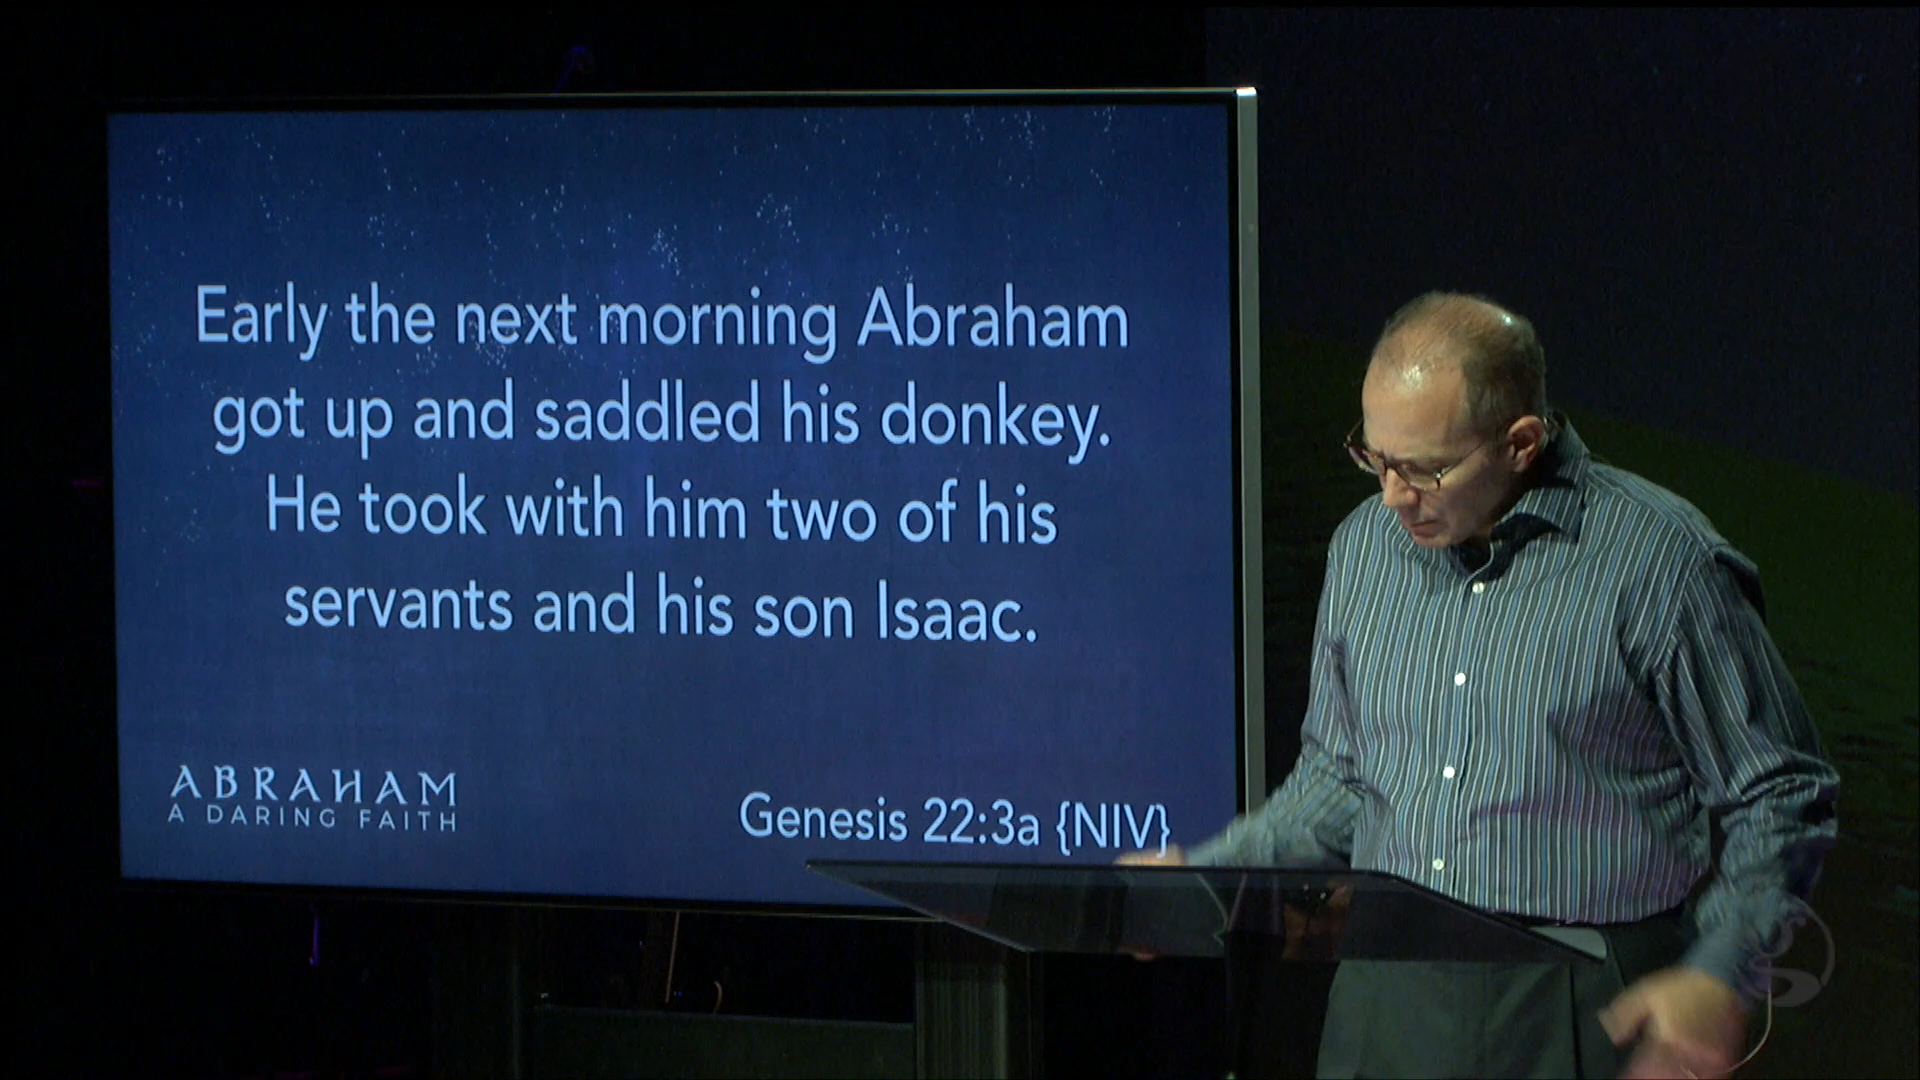 Early the next morning Abraham
got up and saddled his donkey.
He took with him two of his
servants and his son Isaac.
ABRAHAM
A DARING FAITH
Genesis 22:3a {NIV}